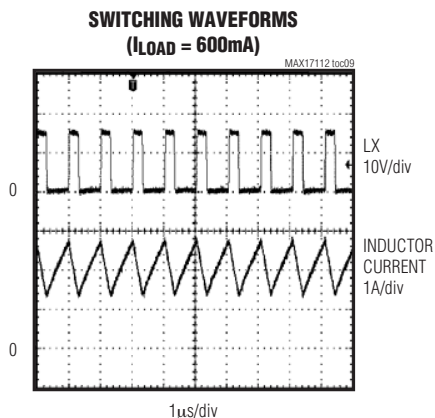 SWITCHING WAVEFORMS
(ILOAD = 600mA)
MAX17112 toc09
T
LX
10V/div
0
INDUCTOR
CURRENT
1A/div
0
1µs/div